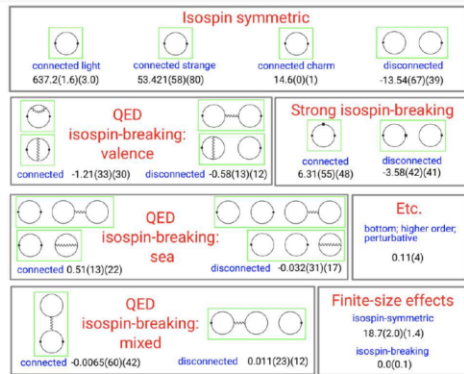 Isospin symmetric
connected light
637.2(1.6)(3.0)
connected strange
53.421(58)(80)
connected charm
14.6(0)(1)
disconnected
-13.54(67)(39)
QED
isospin-breaking:
valence
connected -1.21(33)(30)
disconnected -0.58(13)(12)
Strong isospin-breaking
connected
6.31(55)(48)
disconnected
-3.58(42)(41)
QED
isospin-breaking:
sea
connected 0.51(13)(22)
disconnected -0.032(31)(17)
Etc.
bottom; higher order;
perturbative
0.11(4)
QED
isospin-breaking:
mixed
connected -0.0065(60)(42)
disconnected 0.011(23)(12)
Finite-size effects
isospin-symmetric
18.7(2.0)(1.4)
isospin-breaking
0.0(0.1)